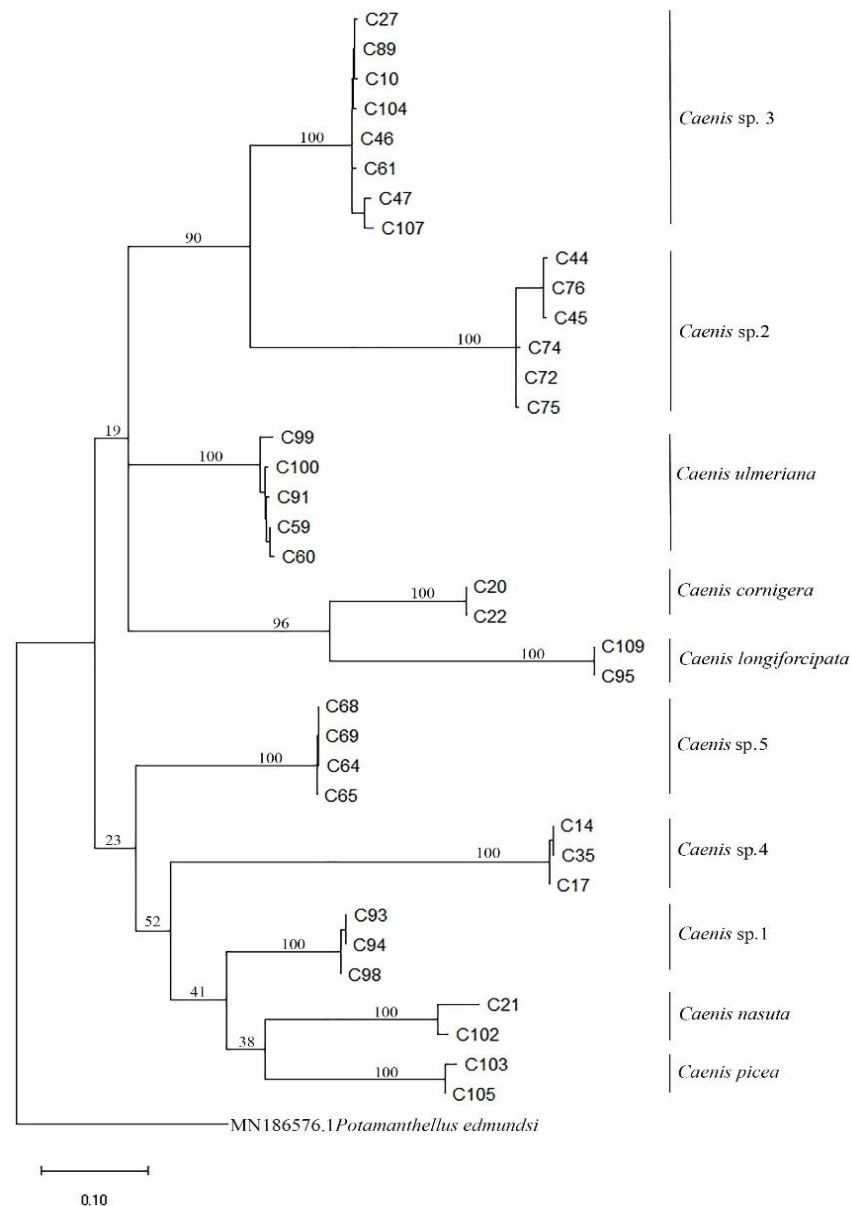 C27
C89
C10
C104
100
C46
Caenis sp. 3
C61
C47
C107
90
C44
C76
C45
Caenis sp.2
100
C74
C72
C75
19
C99
100
C100
C91
Caenis ulmeriana
C59
C60
C20
100
Caenis cornigera
C22
96
C109
100
Caenis longiforcipata
C95
C68
C69
Caenis sp.5
100
C64
C65
23
C14
100
C35
Caenis sp.4
C17
52
C93
100
C94
Caenis sp.1
C98
41
C21
100
Caenis nasuta
C102
38
C103
100
Caenis picea
C105
MN186576.1Potamanthellus edmundsi
0.10